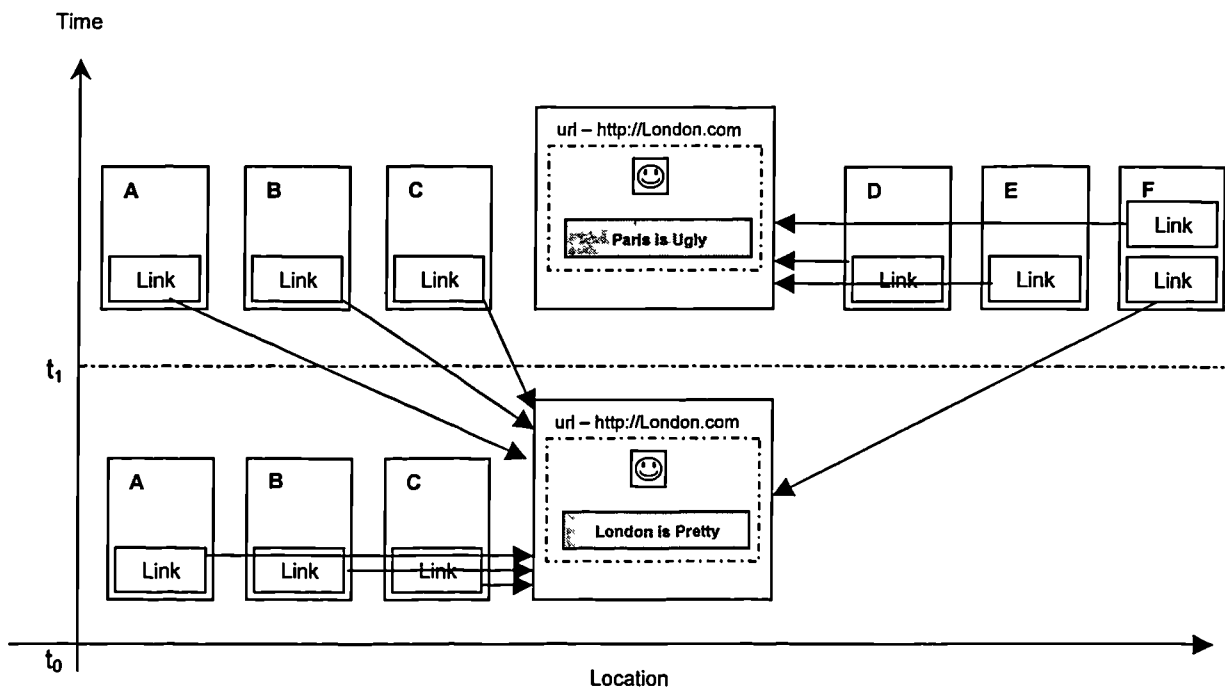 Time
url – http://London.com
A
B
C
D
E
F
Link
Paris is Ugly
Link
Link
Link
Link
Link
Link
t1
url – http://London.com
A
B
C
London is Pretty
Link
Link
Link
t0
Location